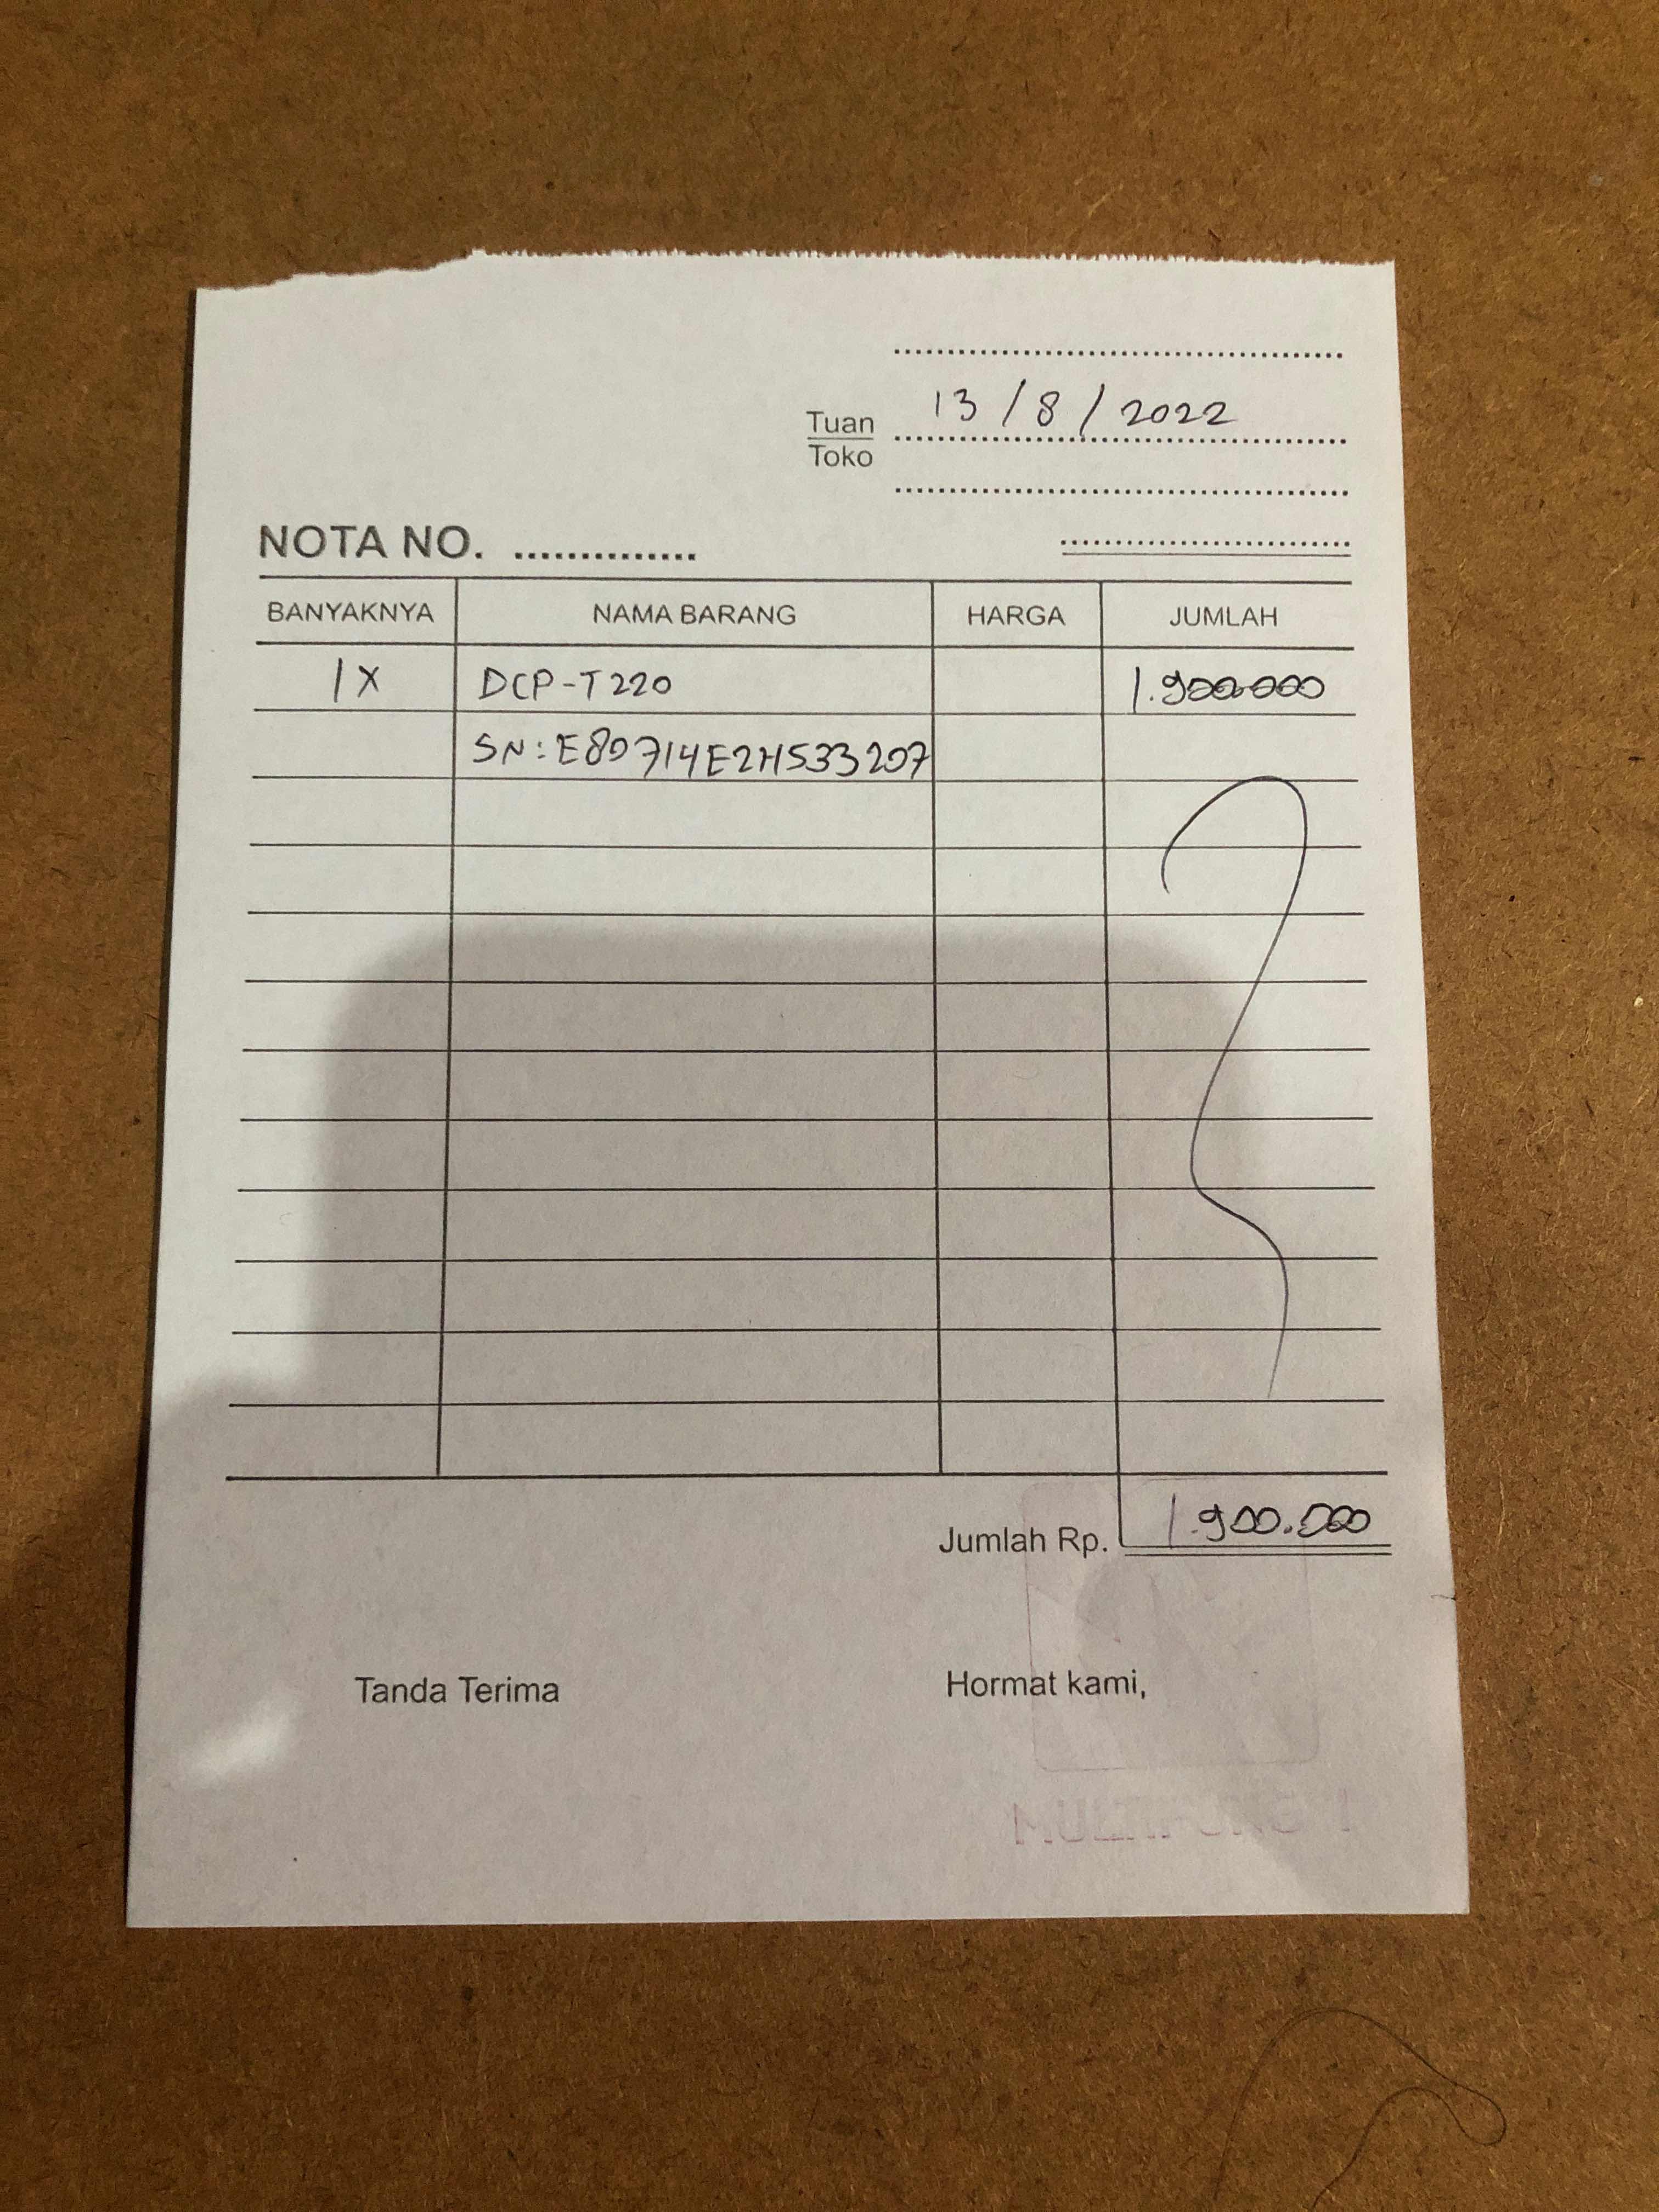 13/8/2022
Tuan
Toko
NOTA NO. ..............
BANYAKNYA NAMA BARANG HARGA JUMLAH
1X DCP-T220 1.900.000
SN: E80714E2H533207
Jumlah Rp. 1.900.000
Tanda Terima Hormat kami,